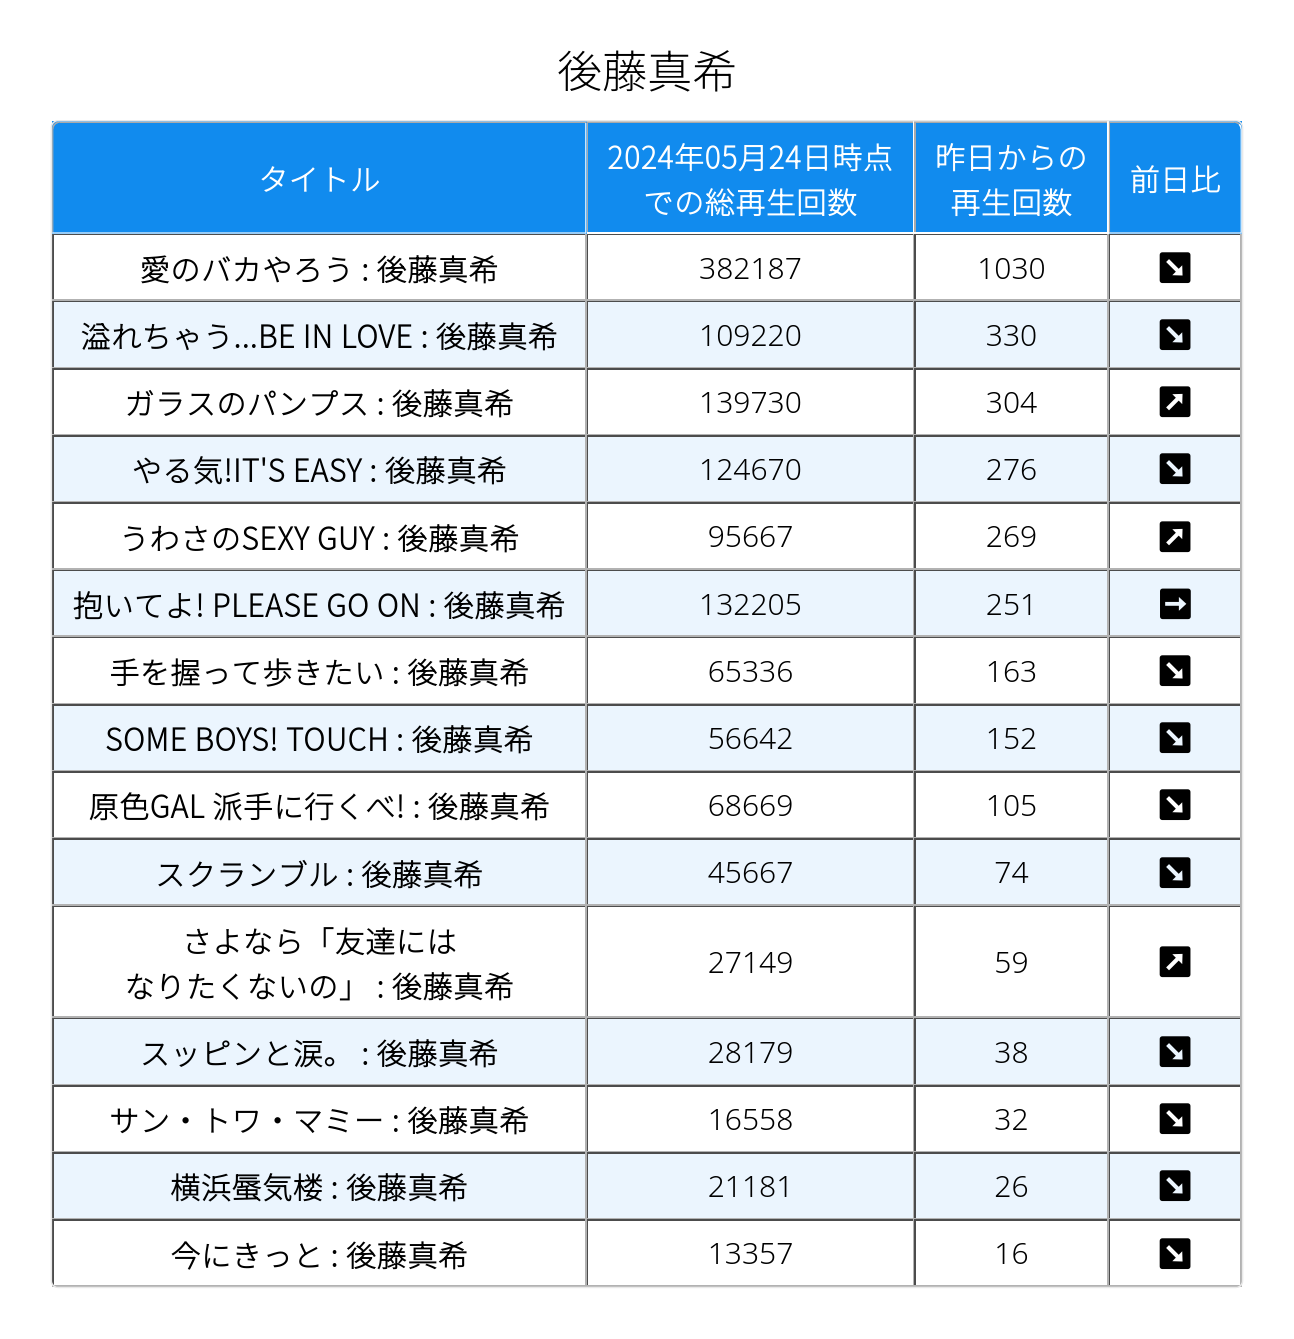 後藤真希
タイトル
2024年05月24日時点
での総再生回数
昨日からの
再生回数
前日比
愛のバカやろう : 後藤真希 382187 1030 ↘
溢れちゃう...BE IN LOVE : 後藤真希 109220 330 ↘
ガラスのパンプス : 後藤真希 139730 304 ↗
やる気!IT'S EASY : 後藤真希 124670 276 ↘
うわさのSEXY GUY : 後藤真希 95667 269 ↗
抱いてよ! PLEASE GO ON : 後藤真希 132205 251 →
手を握って歩きたい : 後藤真希 65336 163 ↘
SOME BOYS! TOUCH : 後藤真希 56642 152 ↘
原色GAL 派手に行くべ! : 後藤真希 68669 105 ↘
スクランブル : 後藤真希 45667 74 ↘
さよなら「友達には
なりたくないの」 : 後藤真希 27149 59 ↗
スッピンと涙。 : 後藤真希 28179 38 ↘
サン・トワ・マミー : 後藤真希 16558 32 ↘
横浜蜃気楼 : 後藤真希 21181 26 ↘
今にきっと : 後藤真希 13357 16 ↘